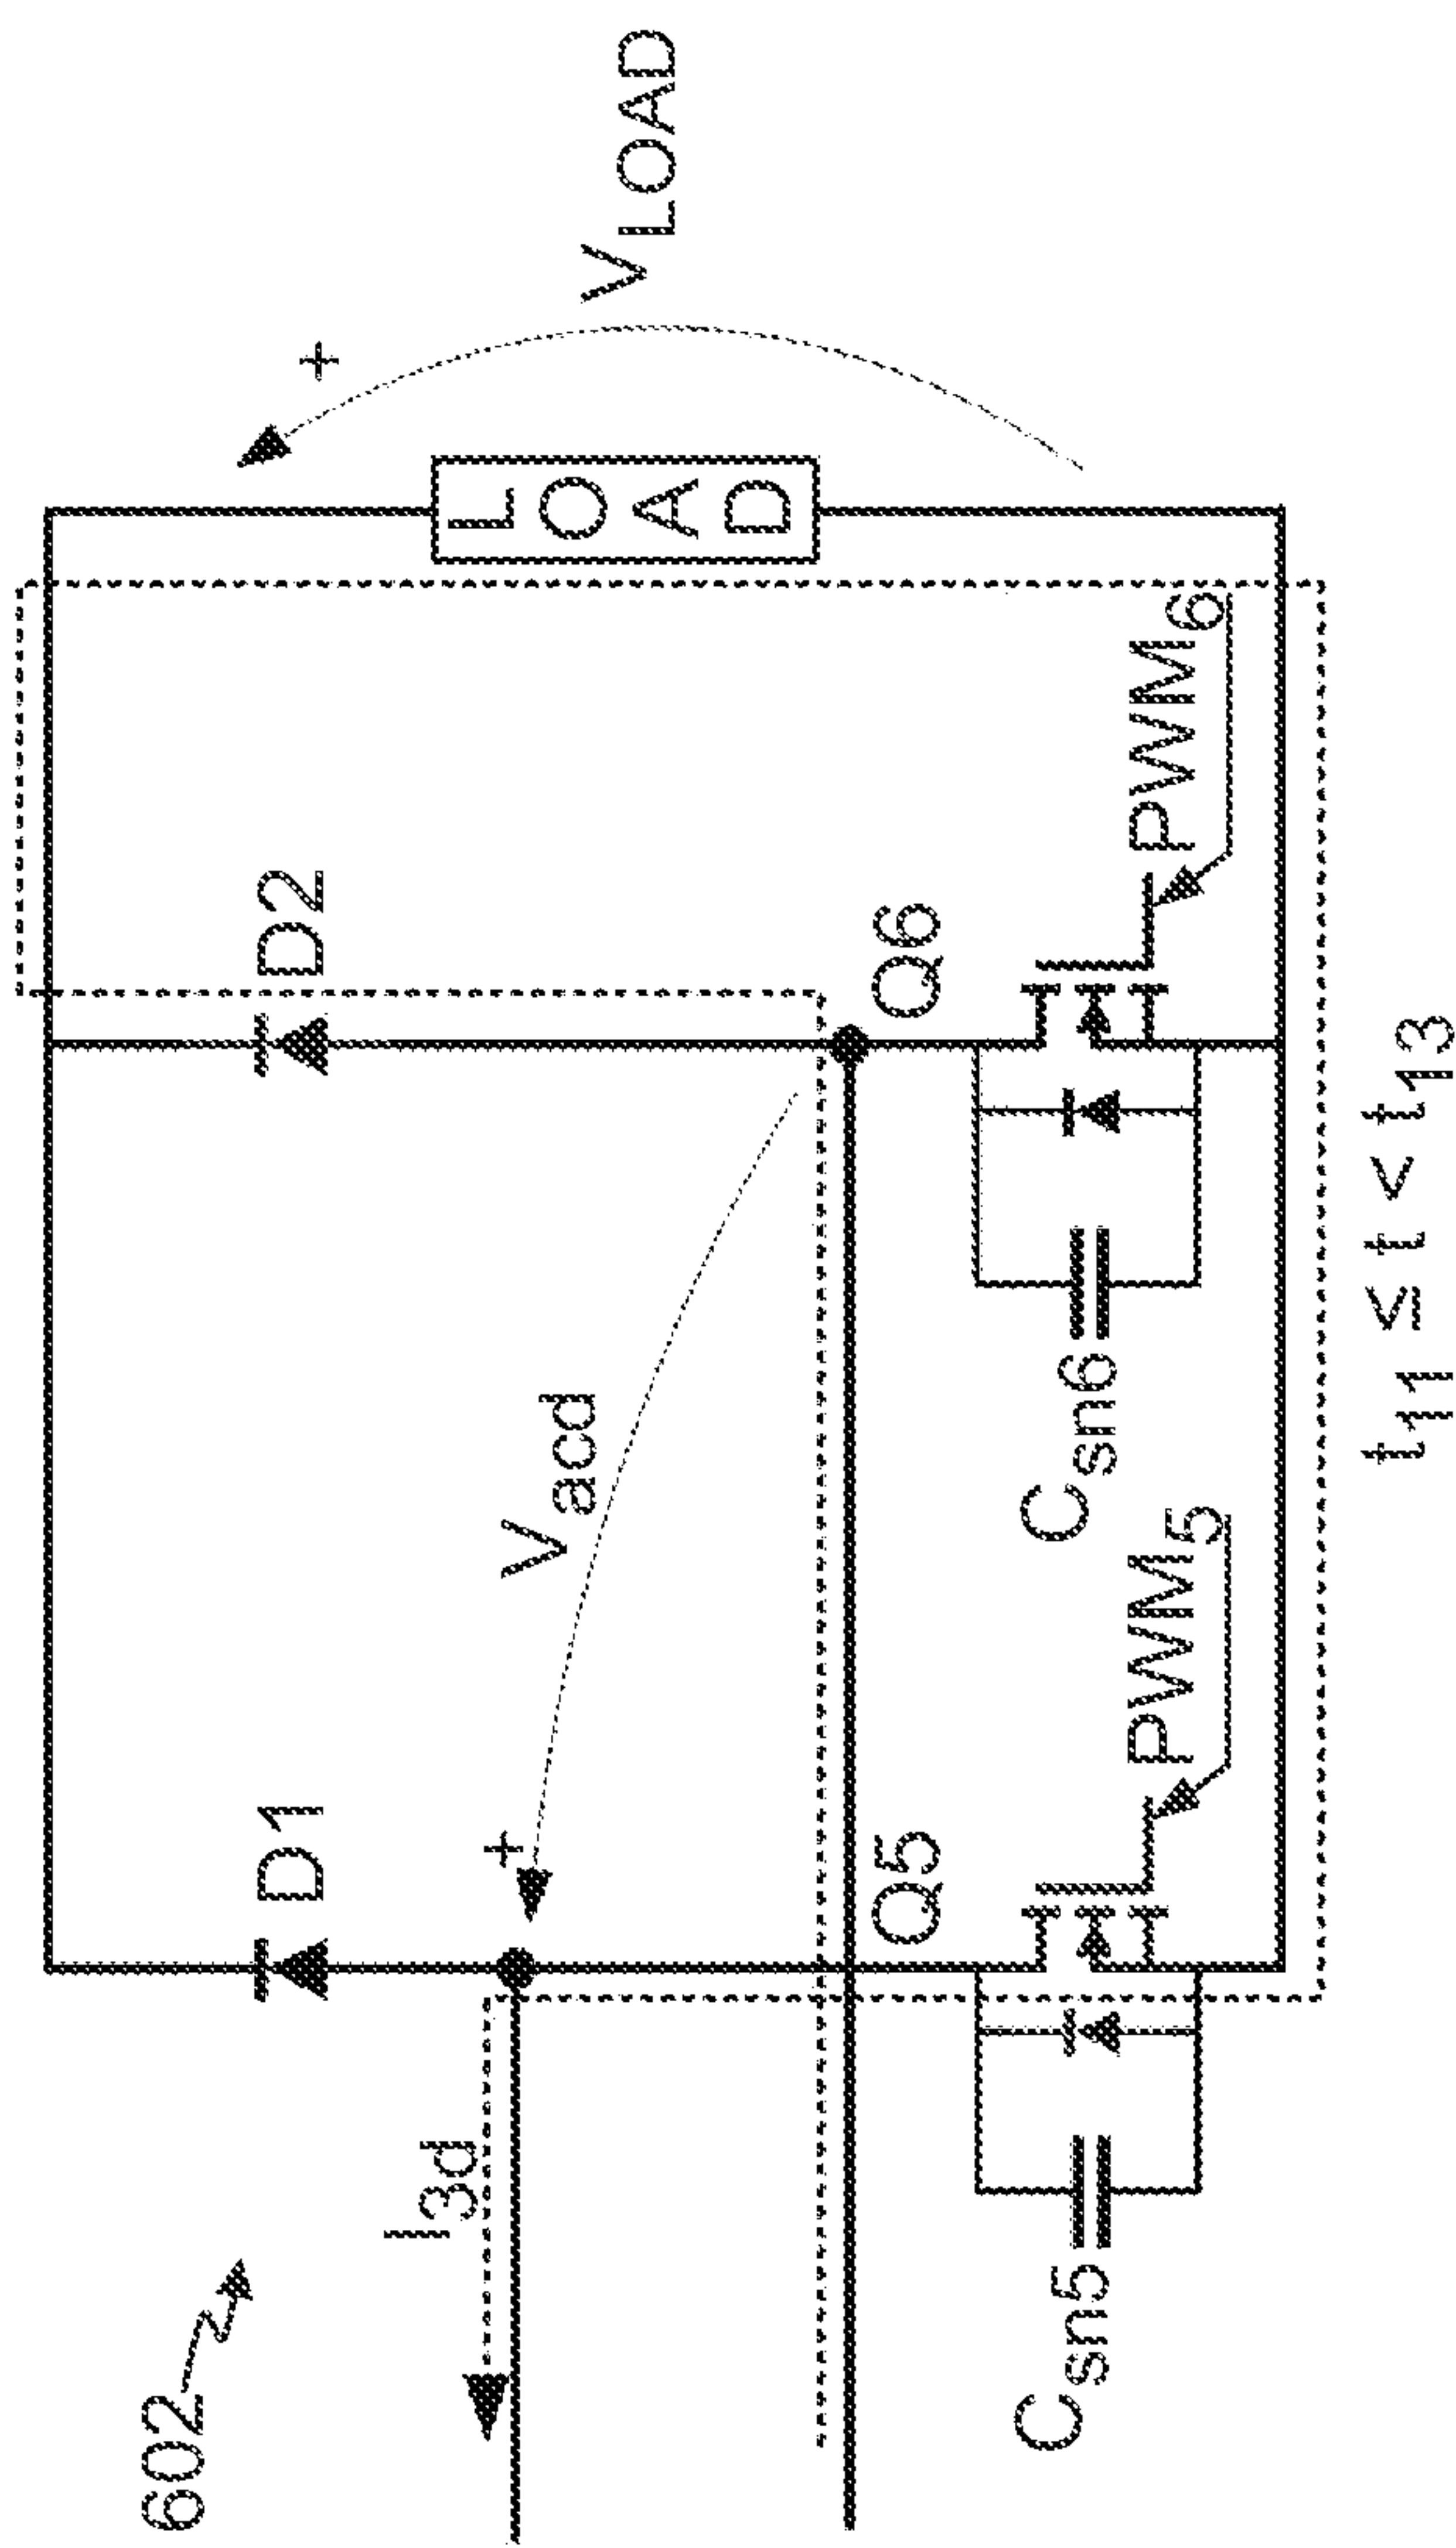 602
I3d
D1
D2
+
Vacd
+
VLOAD
LOAD
Q5
Q6
Csn5
PWM5
Csn6
PWM6
t11 ≤ t < t13